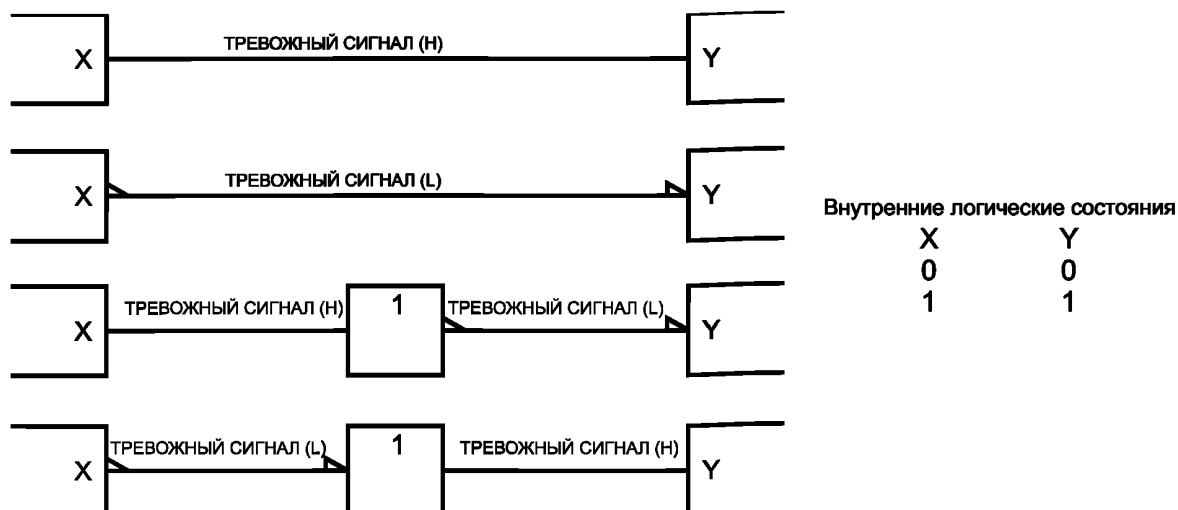 X ТРЕВОЖНЫЙ СИГНАЛ (H) Y
X ТРЕВОЖНЫЙ СИГНАЛ (L) Y
X ТРЕВОЖНЫЙ СИГНАЛ (H) 1 ТРЕВОЖНЫЙ СИГНАЛ (L) Y
X ТРЕВОЖНЫЙ СИГНАЛ (L) 1 ТРЕВОЖНЫЙ СИГНАЛ (H) Y
Внутренние логические состояния
X Y
0 0
1 1